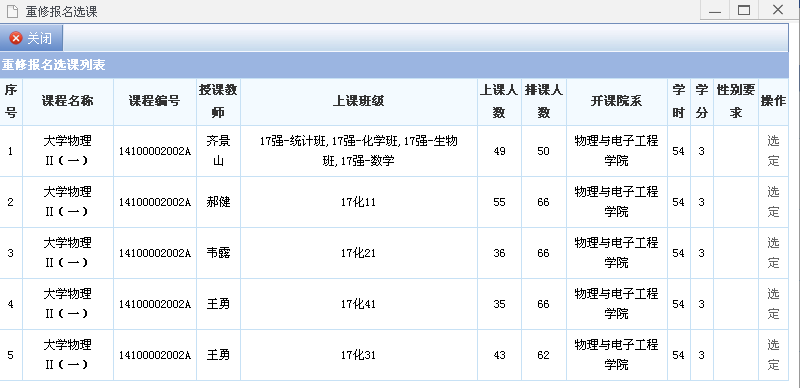 重修报名选课
关闭
重修报名选课列表
序号 课程名称 课程编号 授课教师 上课班级 上课人数 排课人数 开课院系 学时 学分 性别要求 操作
1 大学物理II(一) 14100002002A 齐景山 17强-统计班,17强-化学班,17强-生物班,17强-数学 49 50 物理与电子工程学院 54 3 选定
2 大学物理II(一) 14100002002A 郝健 17化11 55 66 物理与电子工程学院 54 3 选定
3 大学物理II(一) 14100002002A 韦露 17化21 36 66 物理与电子工程学院 54 3 选定
4 大学物理II(一) 14100002002A 王勇 17化41 35 66 物理与电子工程学院 54 3 选定
5 大学物理II(一) 14100002002A 王勇 17化31 43 62 物理与电子工程学院 54 3 选定